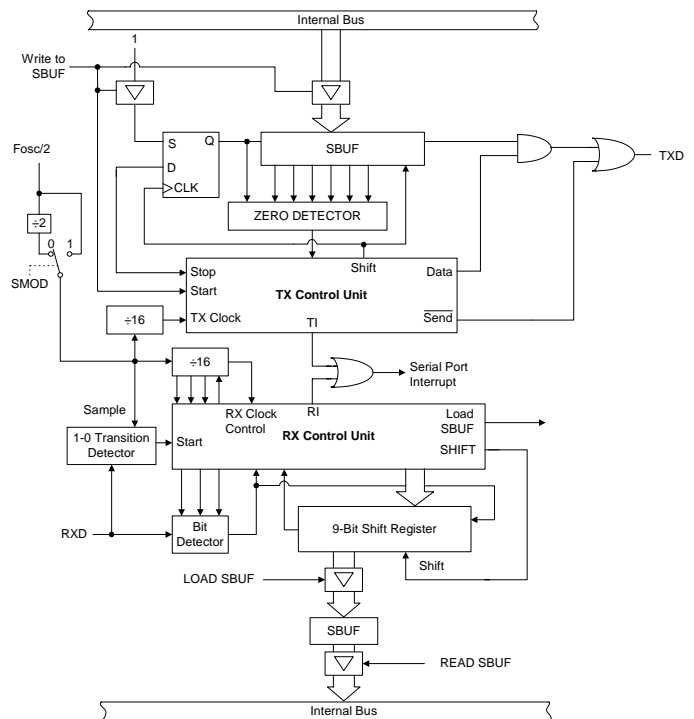 Internal Bus
1
Write to
SBUF
S
Q
D
CLK
SBUF
TXD
Fosc/2
÷2
0 1
SMOD
ZERO DETECTOR
Shift
Stop
Start
TX Clock
TX Control Unit
Data
Send
TI
÷16
÷16
Serial Port
Interrupt
Sample
1-0 Transition
Detector
RX Clock
Control
RI
Start
RX Control Unit
Load
SBUF
SHIFT
RXD
Bit
Detector
9-Bit Shift Register
Shift
LOAD SBUF
SBUF
READ SBUF
Internal Bus